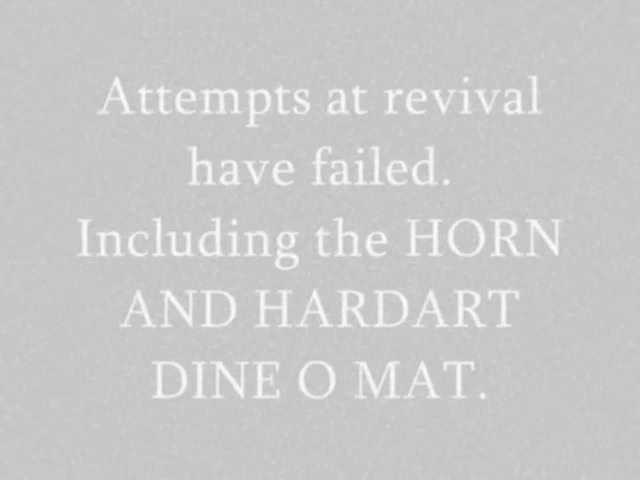 Attempts at revival
have failed.
Including the HORN
AND HARDART
DINE O MAT.